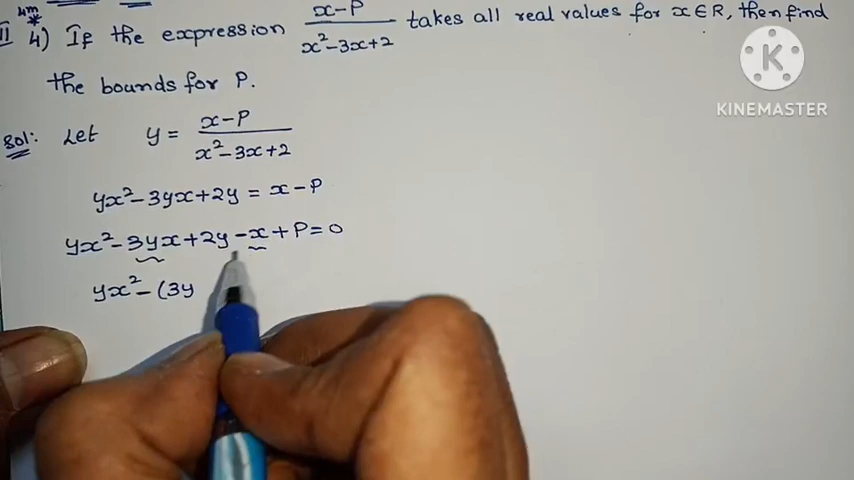 II 4m * 4) If the expression x-P / x²-3x+2 takes all real values for x∈R, then find
the bounds for P.
Sol: Let y = x-P / x²-3x+2
yx²-3yx+2y = x-P
yx²-3yx+2y-x+P=0
yx²-(3y
KINEMASTER